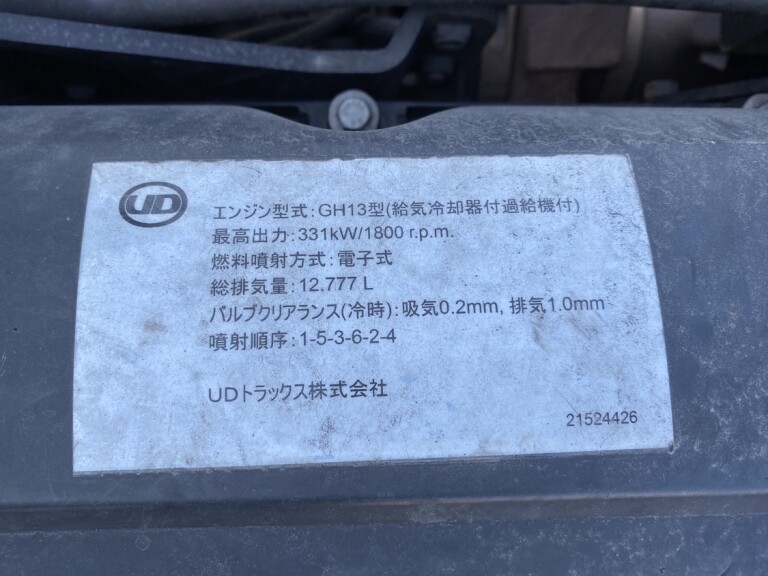 UD
エンジン型式:GH13型(給気冷却器付過給機付)
最高出力:331kW/1800 r.p.m.
燃料噴射方式:電子式
総排気量:12.777 L
バルブクリアランス(冷時):吸気0.2mm, 排気1.0mm
噴射順序:1-5-3-6-2-4
UDトラックス株式会社
21524426